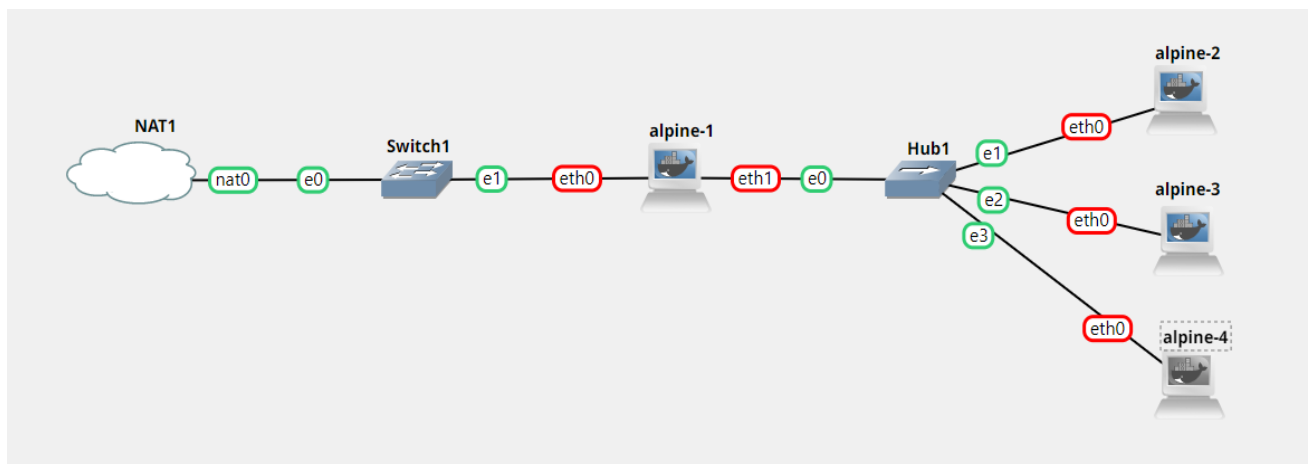 NAT1
nat0
e0
Switch1
e1
eth0
alpine-1
eth1
e0
Hub1
e1
eth0
alpine-2
e2
eth0
alpine-3
e3
eth0
alpine-4